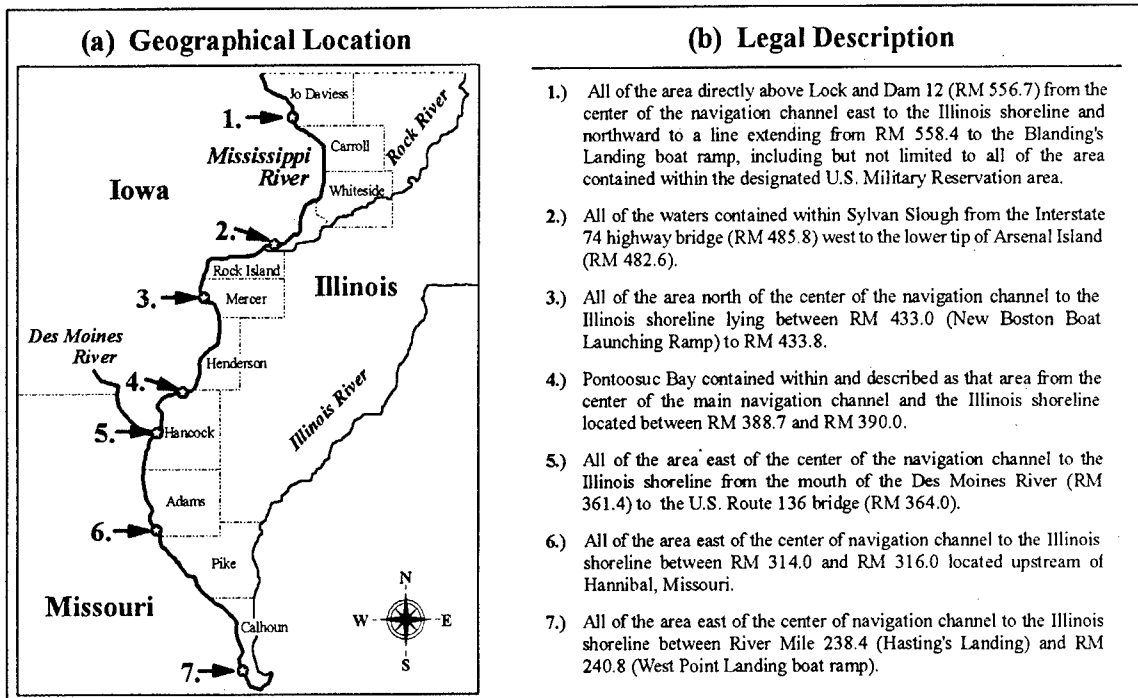 (a) Geographical Location
Jo Daviess
1.
Rock River
Carroll
Mississippi
River
Iowa
Whiteside
2.
Rock Island
Illinois
3.
Mercer
Des Moines
River
Henderson
4.
Illinois River
5.
Hancock
Adams
6.
Pike
Missouri
N
W
E
S
Calhoun
7.
(b) Legal Description
1.) All of the area directly above Lock and Dam 12 (RM 556.7) from the
center of the navigation channel east to the Illinois shoreline and
northward to a line extending from RM 558.4 to the Blanding's
Landing boat ramp, including but not limited to all of the area
contained within the designated U.S. Military Reservation area.
2.) All of the waters contained within Sylvan Slough from the Interstate
74 highway bridge (RM 485.8) west to the lower tip of Arsenal Island
(RM 482.6).
3.) All of the area north of the center of the navigation channel to the
Illinois shoreline lying between RM 433.0 (New Boston Boat
Launching Ramp) to RM 433.8.
4.) Pontoosuc Bay contained within and described as that area from the
center of the main navigation channel and the Illinois shoreline
located between RM 388.7 and RM 390.0.
5.) All of the area east of the center of the navigation channel to the
Illinois shoreline from the mouth of the Des Moines River (RM
361.4) to the U.S. Route 136 bridge (RM 364.0).
6.) All of the area east of the center of navigation channel to the Illinois
shoreline between RM 314.0 and RM 316.0 located upstream of
Hannibal, Missouri.
7.) All of the area east of the center of navigation channel to the Illinois
shoreline between River Mile 238.4 (Hasting's Landing) and RM
240.8 (West Point Landing boat ramp).